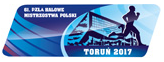 61. PZLA HALOWE
MISTRZOSTWA POLSKI
TORUŃ 2017